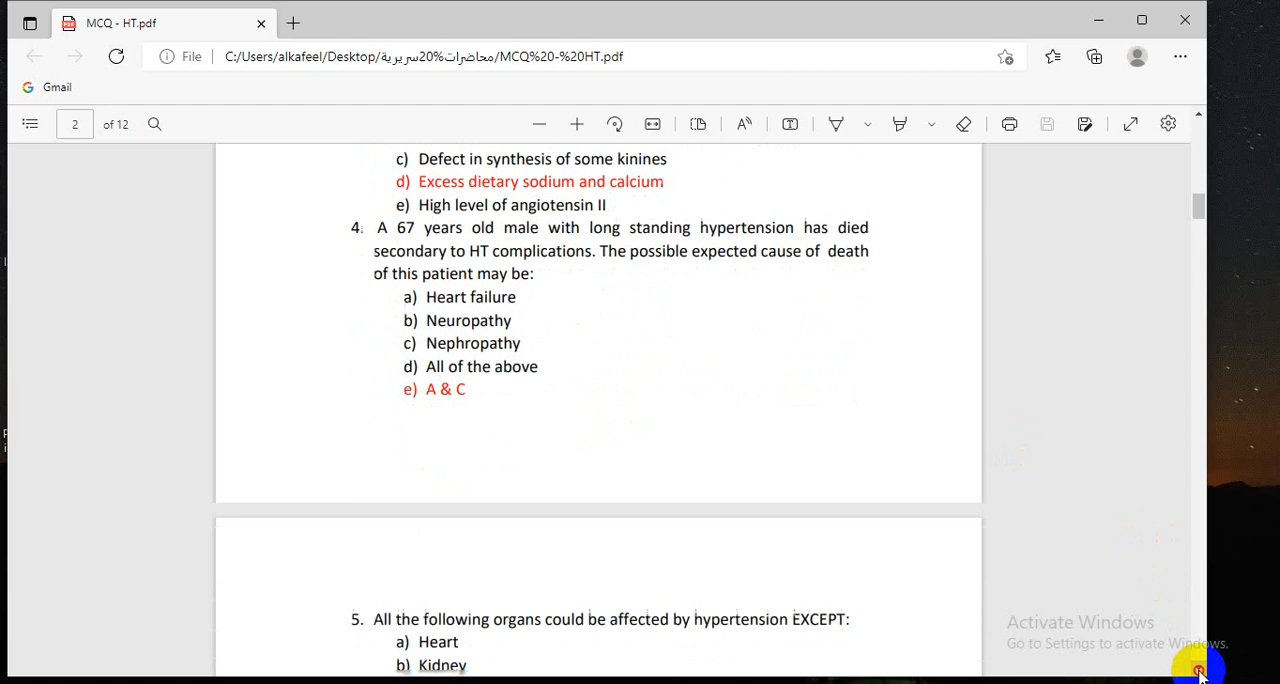 MCQ - HT.pdf
File C:/Users/alkafeel/Desktop/محاضرات%20سريرية/MCQ%20-%20HT.pdf
Gmail
2 of 12
c) Defect in synthesis of some kinines
d) Excess dietary sodium and calcium
e) High level of angiotensin II
4. A 67 years old male with long standing hypertension has died
secondary to HT complications. The possible expected cause of death
of this patient may be:
a) Heart failure
b) Neuropathy
c) Nephropathy
d) All of the above
e) A & C
5. All the following organs could be affected by hypertension EXCEPT:
a) Heart
b) Kidney
Activate Windows
Go to Settings to activate Windows.